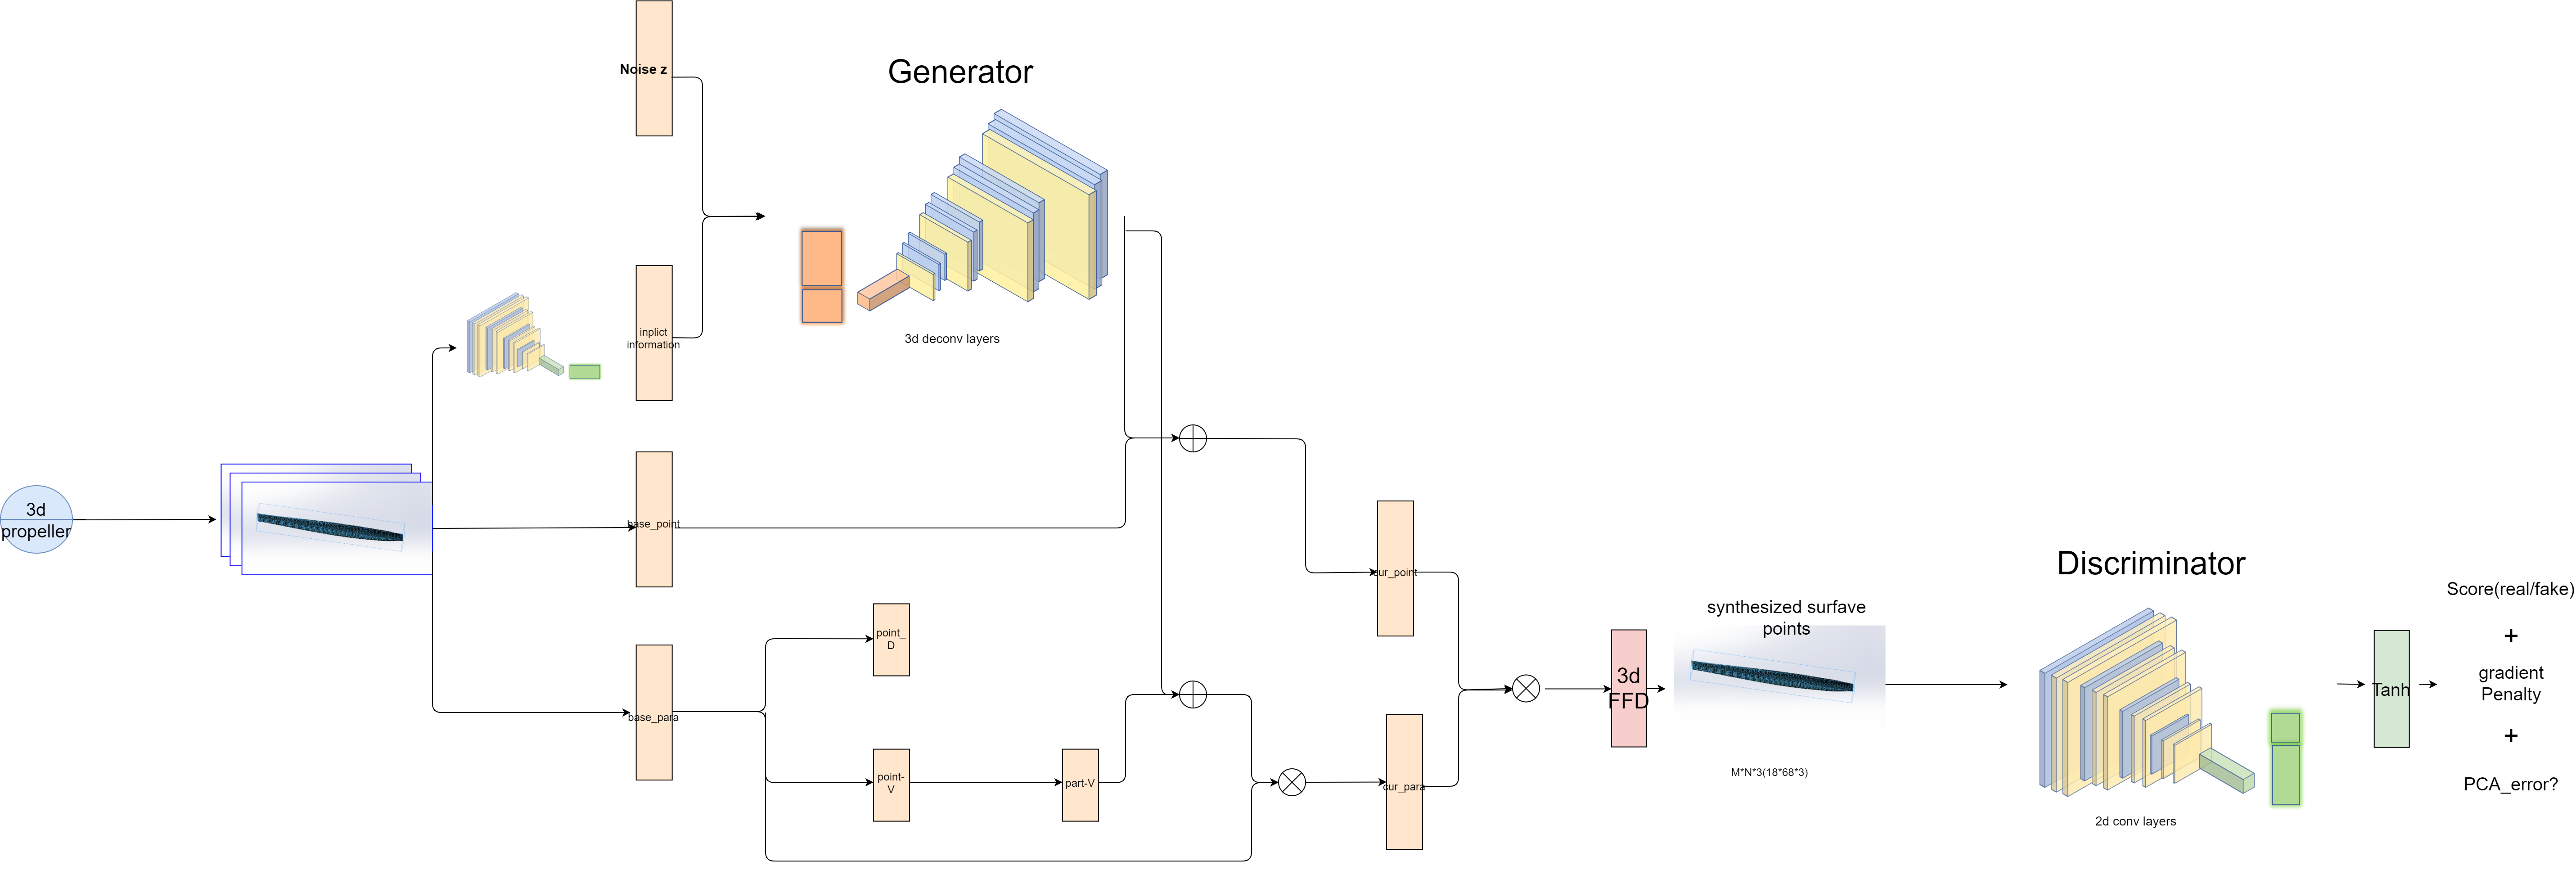 Noise z
Generator
inplict
information
3d deconv layers
3d
propeller
base_point
cur_point
Discriminator
Score(real/fake)
+
gradient
Penalty
+
PCA_error?
synthesized surfave
points
point_
D
3d
FFD
Tanh
base_para
point-
V
part-V
cur_para
M*N*3(18*68*3)
2d conv layers